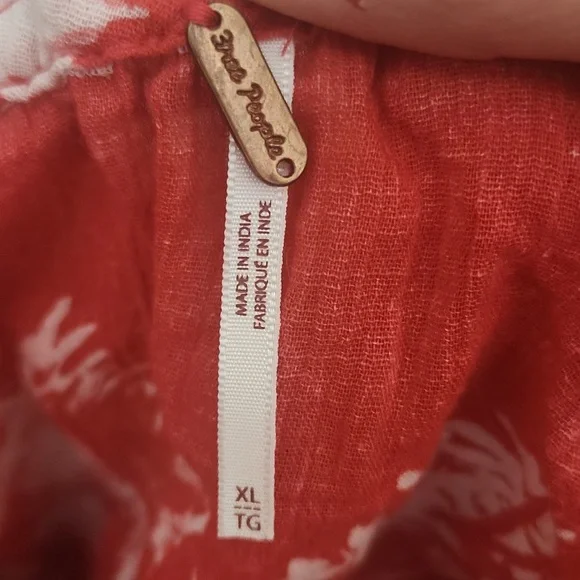 Free People
MADE IN INDIA
FABRIQUÉ EN INDE
XL
TG